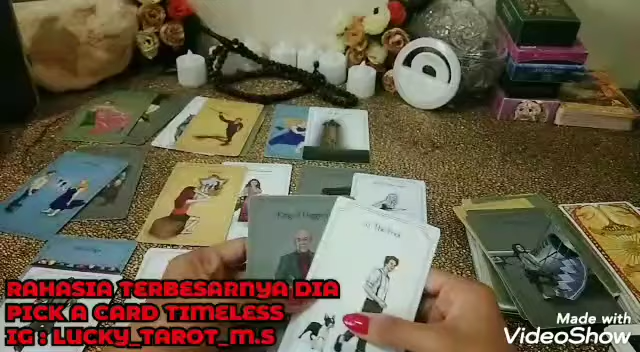 King of Daggers
0. The Fool
RAHASIA TERBESARNYA DIA
PICK A CARD TIMELESS
IG : LUCKY_TAROT_M.S
Made with
VideoShow